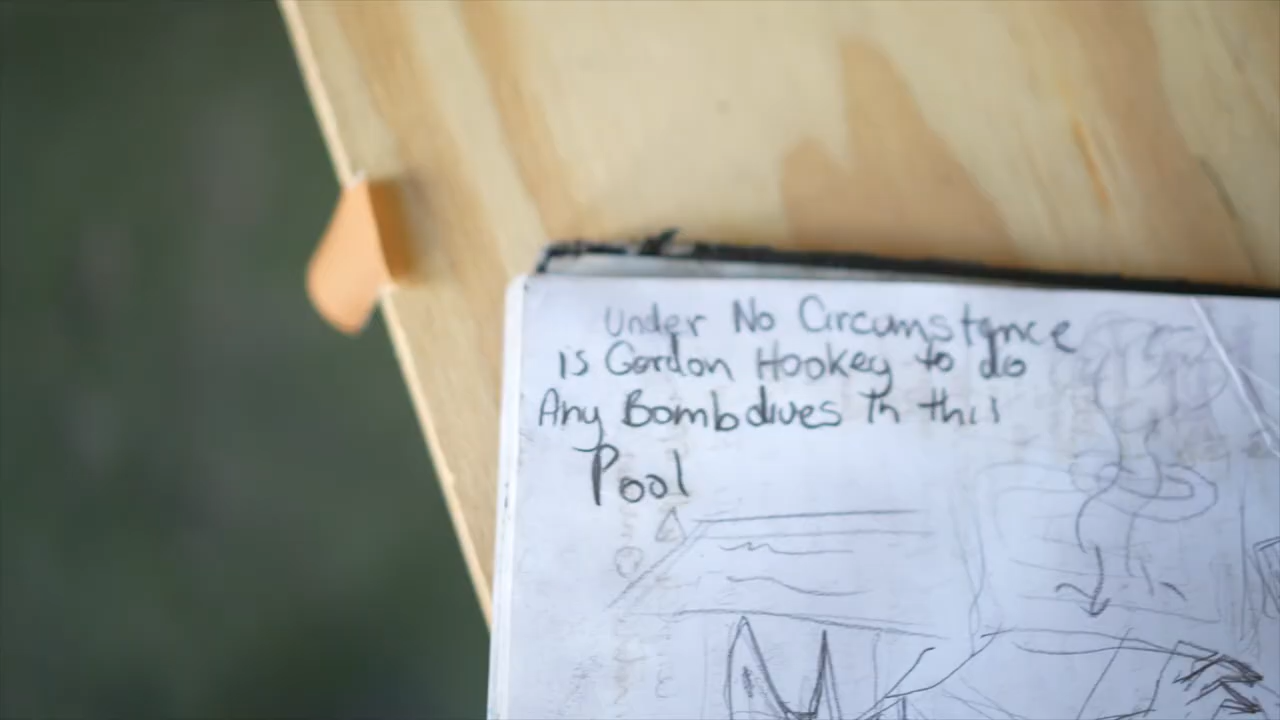 Under No Circumstance
is Gordon Hookey to do
Any Bombdives In this
Pool